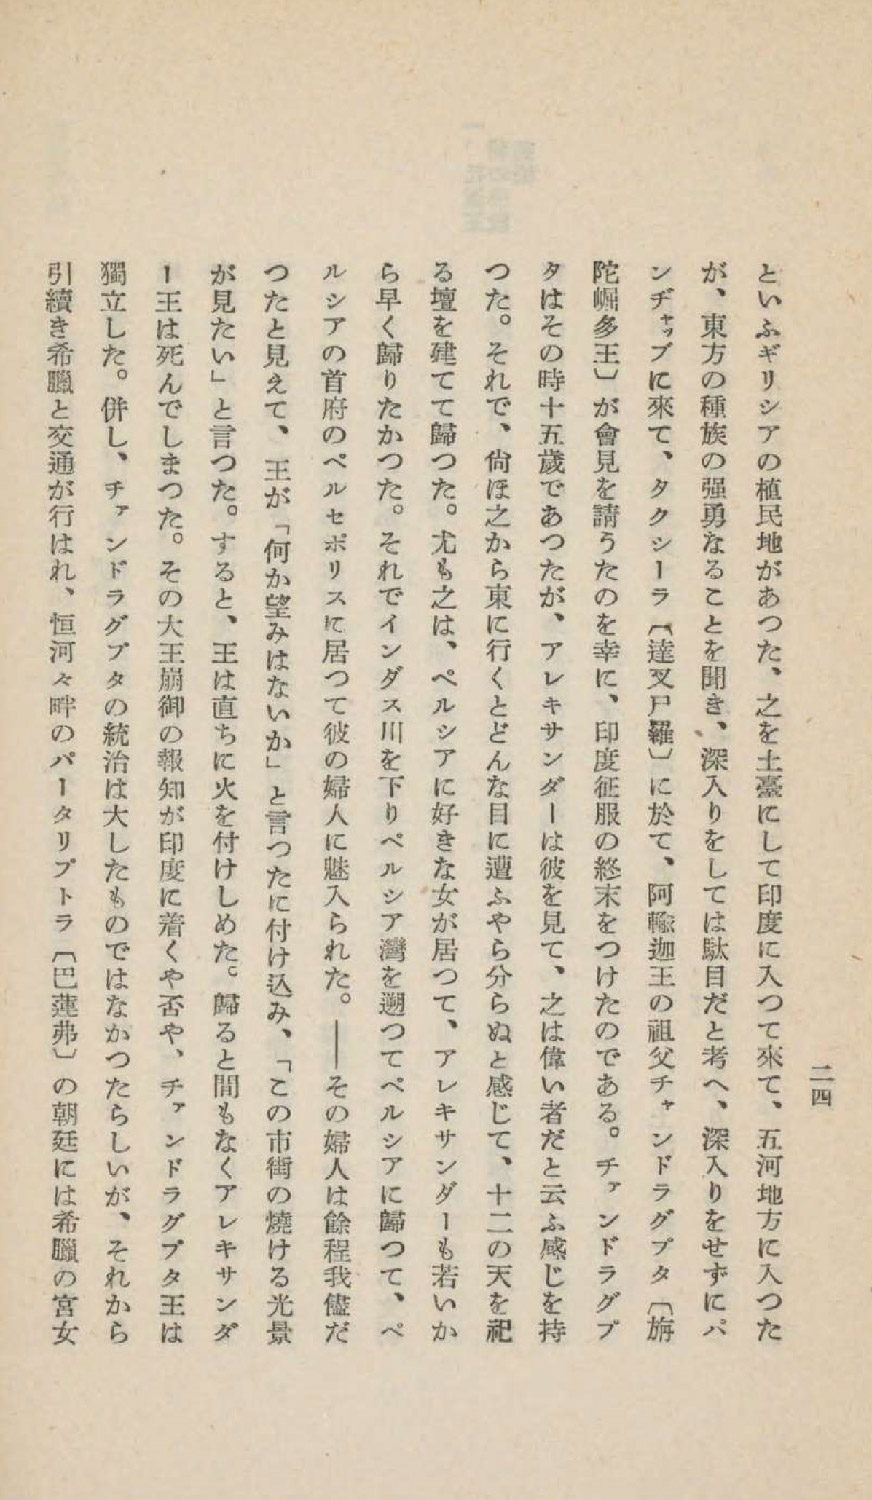 二四
といふギリシアの植民地があつた、之を土臺にして印度に入つて來て、五河地方に入つた
が、東方の種族の强勇なることを聞き、深入りをしては駄目だと考へ、深入りをせずにパ
ンヂャップに來て、タクシーラ〔達叉尸羅〕に於て、阿輸迦王の祖父チャンドラグプタ〔旃
陀崛多王〕が會見を請うたのを幸に、印度征服の終末をつけたのである。チァンドラグプ
タはその時十五歲であつたが、アレキサンダーは彼を見て、之は偉い者だと云ふ感じを持
つた。それで、尙ほ之から東に行くとどんな目に遭ふやら分らぬと感じて、十二の天を祀
る壇を建てて歸つた。尤も之は、ペルシアに好きな女が居つて、アレキサンダーも若いか
ら早く歸りたかつた。それでインダス川を下りペルシア灣を遡つてペルシアに歸つて、ペ
ルシアの首府のペルセポリスに居つて彼の婦人に魅入られた。――その婦人は餘程我儘だ
つたと見えて、王が「何か望みはないか」と言つたに付け込み、「この市街の燒ける光景
が見たい」と言つた。すると、王は直ちに火を付けしめた。歸ると間もなくアレキサンダ
ー王は死んでしまつた。その大王崩御の報知が印度に着くや否や、チァンドラグプタ王は
獨立した。併し、チァンドラグプタの統治は大したものではなかつたらしいが、それから
引續き希臘と交通が行はれ、恒河々畔のパータリプトラ〔巴蓮弗〕の朝廷には希臘の宮女